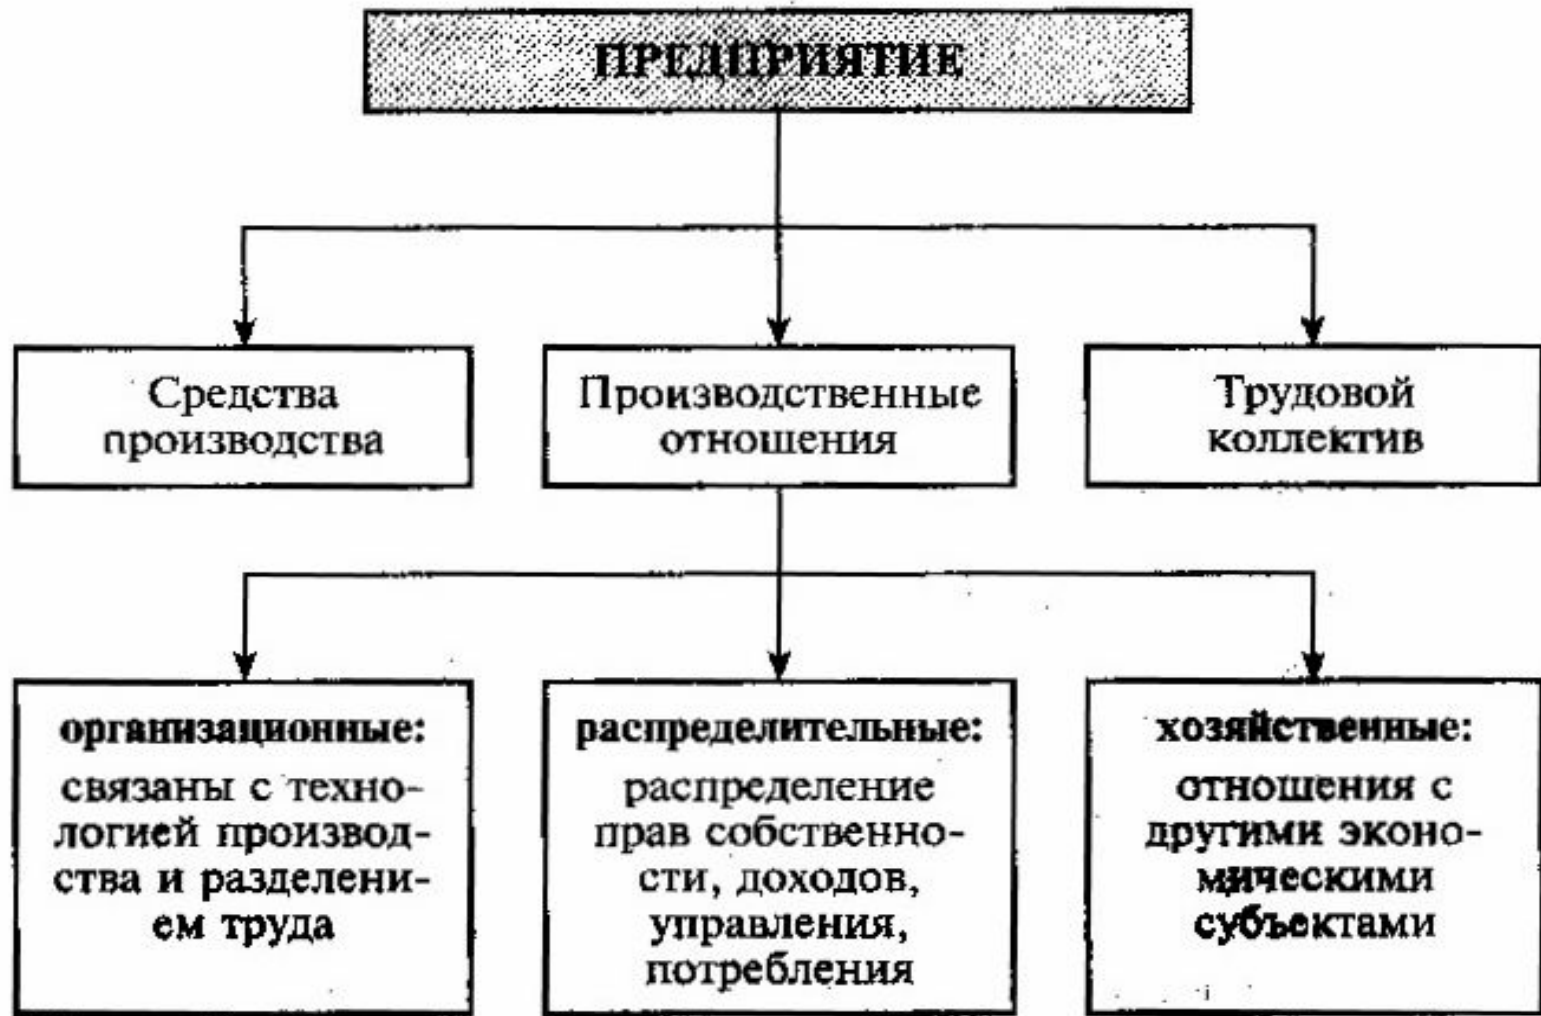 ПРЕДПРИЯТИЕ
Средства
производства
Производственные
отношения
Трудовой
коллектив
организационные:
связаны с техно-
логией производ-
ства и разделени-
ем труда
распределительные:
распределение
прав собственно-
сти, доходов,
управления,
потребления
хозяйственные:
отношения с
другими эконо-
мическими
субъектами